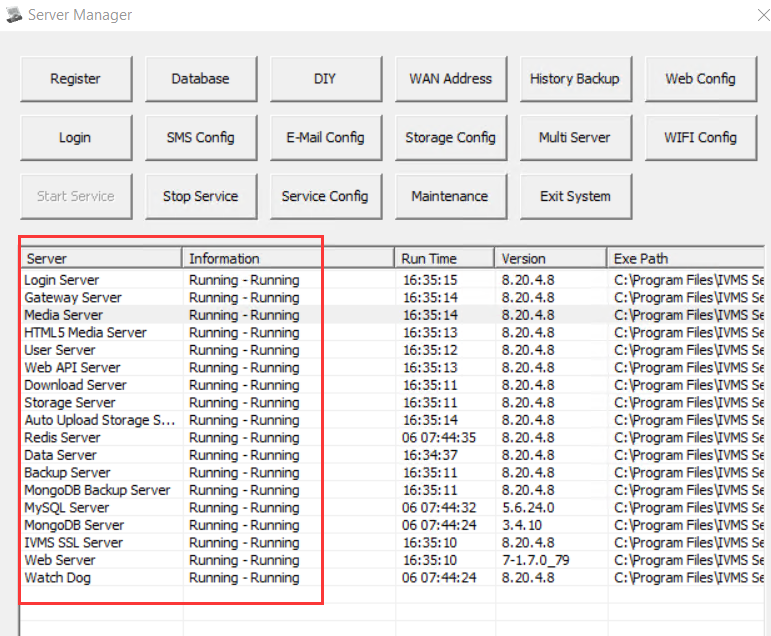 Server Manager
Register Database DIY WAN Address History Backup Web Config
Login SMS Config E-Mail Config Storage Config Multi Server WIFI Config
Start Service Stop Service Service Config Maintenance Exit System
Server Information Run Time Version Exe Path
Login Server Running - Running 16:35:15 8.20.4.8 C:\Program Files\IVMS Se
Gateway Server Running - Running 16:35:14 8.20.4.8 C:\Program Files\IVMS Se
Media Server Running - Running 16:35:14 8.20.4.8 C:\Program Files\IVMS Se
HTML5 Media Server Running - Running 16:35:13 8.20.4.8 C:\Program Files\IVMS Se
User Server Running - Running 16:35:12 8.20.4.8 C:\Program Files\IVMS Se
Web API Server Running - Running 16:35:13 8.20.4.8 C:\Program Files\IVMS Se
Download Server Running - Running 16:35:11 8.20.4.8 C:\Program Files\IVMS Se
Storage Server Running - Running 16:35:11 8.20.4.8 C:\Program Files\IVMS Se
Auto Upload Storage S... Running - Running 16:35:14 8.20.4.8 C:\Program Files\IVMS Se
Redis Server Running - Running 06 07:44:35 8.20.4.8 C:\Program Files\IVMS Se
Data Server Running - Running 16:34:37 8.20.4.8 C:\Program Files\IVMS Se
Backup Server Running - Running 16:35:11 8.20.4.8 C:\Program Files\IVMS Se
MongoDB Backup Server Running - Running 16:35:11 8.20.4.8 C:\Program Files\IVMS Se
MySQL Server Running - Running 06 07:44:32 5.6.24.0 C:\Program Files\IVMS Se
MongoDB Server Running - Running 06 07:44:24 3.4.10 C:\Program Files\IVMS Se
IVMS SSL Server Running - Running 16:35:10 8.20.4.8 C:\Program Files\IVMS Se
Web Server Running - Running 16:35:10 7-1.7.0_79 C:\Program Files\IVMS Se
Watch Dog Running - Running 06 07:44:24 8.20.4.8 C:\Program Files\IVMS Se